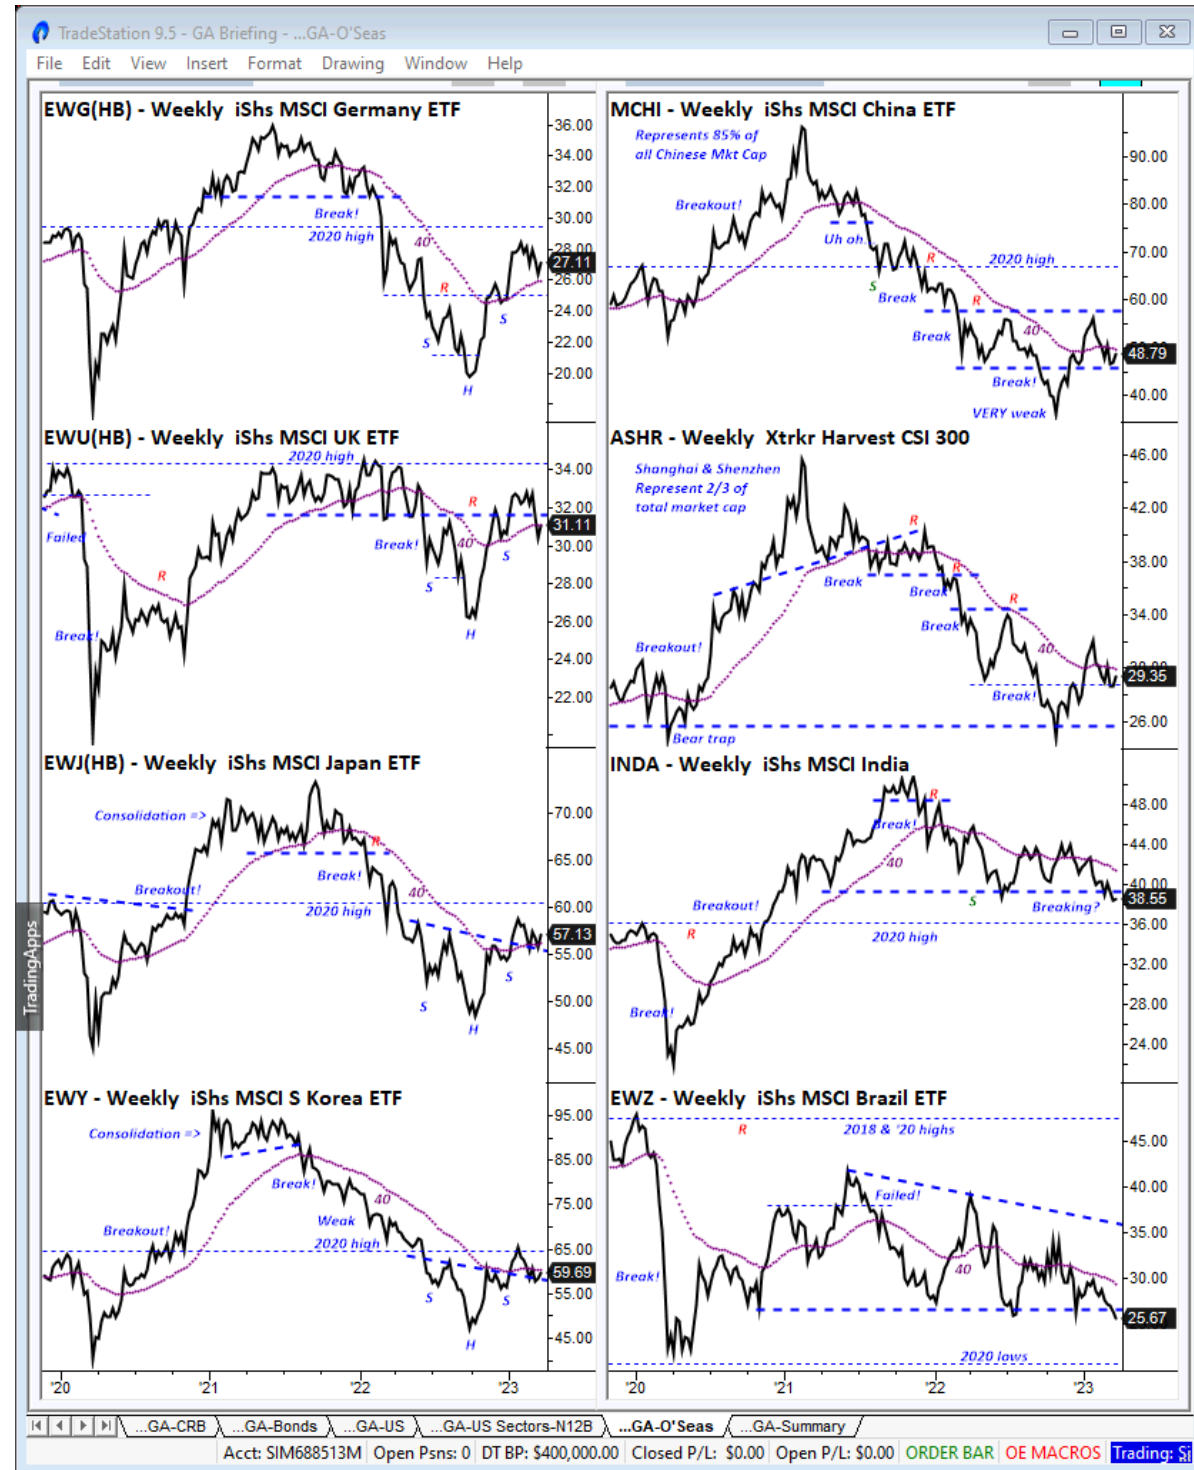 TradeStation 9.5 - GA Briefing - ...GA-O'Seas
File Edit View Insert Format Drawing Window Help
EWG(HB) - Weekly iShs MSCI Germany ETF
36.00
34.00
32.00
30.00
28.00
27.11
26.00
24.00
22.00
20.00
Break!
2020 high
40
R
S
S
H
EWU(HB) - Weekly iShs MSCI UK ETF
2020 high
34.00
32.00
31.11
30.00
28.00
26.00
24.00
22.00
Failed
R
Break!
R
Break!
40
S
S
H
EWJ(HB) - Weekly iShs MSCI Japan ETF
Consolidation =>
70.00
65.00
60.00
57.13
55.00
50.00
45.00
R
Break!
Breakout!
40
2020 high
S
S
H
TradingApps
EWY - Weekly iShs MSCI S Korea ETF
Consolidation =>
95.00
85.00
75.00
65.00
59.69
55.00
45.00
Break!
40
Weak
Breakout!
2020 high
S
S
H
'20 '21 '22 '23
MCHI - Weekly iShs MSCI China ETF
Represents 85% of
all Chinese Mkt Cap
90.00
80.00
70.00
60.00
48.79
40.00
Breakout!
Uh oh...
R
2020 high
S
Break
R
Break
40
Break!
VERY weak
ASHR - Weekly Xtrkr Harvest CSI 300
Shanghai & Shenzhen
Represent 2/3 of
total market cap
46.00
42.00
38.00
34.00
30.00
29.35
26.00
R
Break
R
Break
R
Break
Breakout!
40
Break!
Bear trap
INDA - Weekly iShs MSCI India
48.00
44.00
40.00
38.55
36.00
32.00
28.00
24.00
R
Break!
40
Breakout!
S
Breaking?
2020 high
R
Break!
EWZ - Weekly iShs MSCI Brazil ETF
R
2018 & '20 highs
45.00
40.00
35.00
30.00
25.67
Failed!
Break!
40
2020 lows
'20 '21 '22 '23
...GA-CRB ...GA-Bonds ...GA-US ...GA-US Sectors-N12B ...GA-O'Seas ...GA-Summary
Acct: SIM688513M Open Psns: 0 DT BP: $400,000.00 Closed P/L: $0.00 Open P/L: $0.00 ORDER BAR OE MACROS Trading: Si